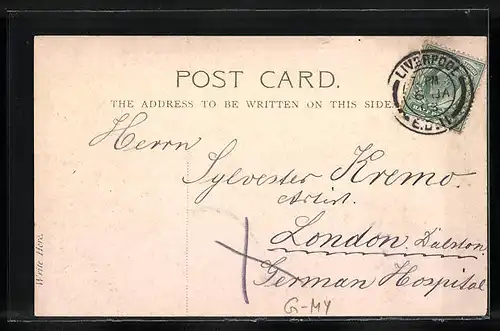 POST CARD.
THE ADDRESS TO BE WRITTEN ON THIS SIDE.
LIVERPOOL
Herrn
Sylvester Kremo.
Artist.
London. Dalston.
German Hospital
Write Here.
G-MY